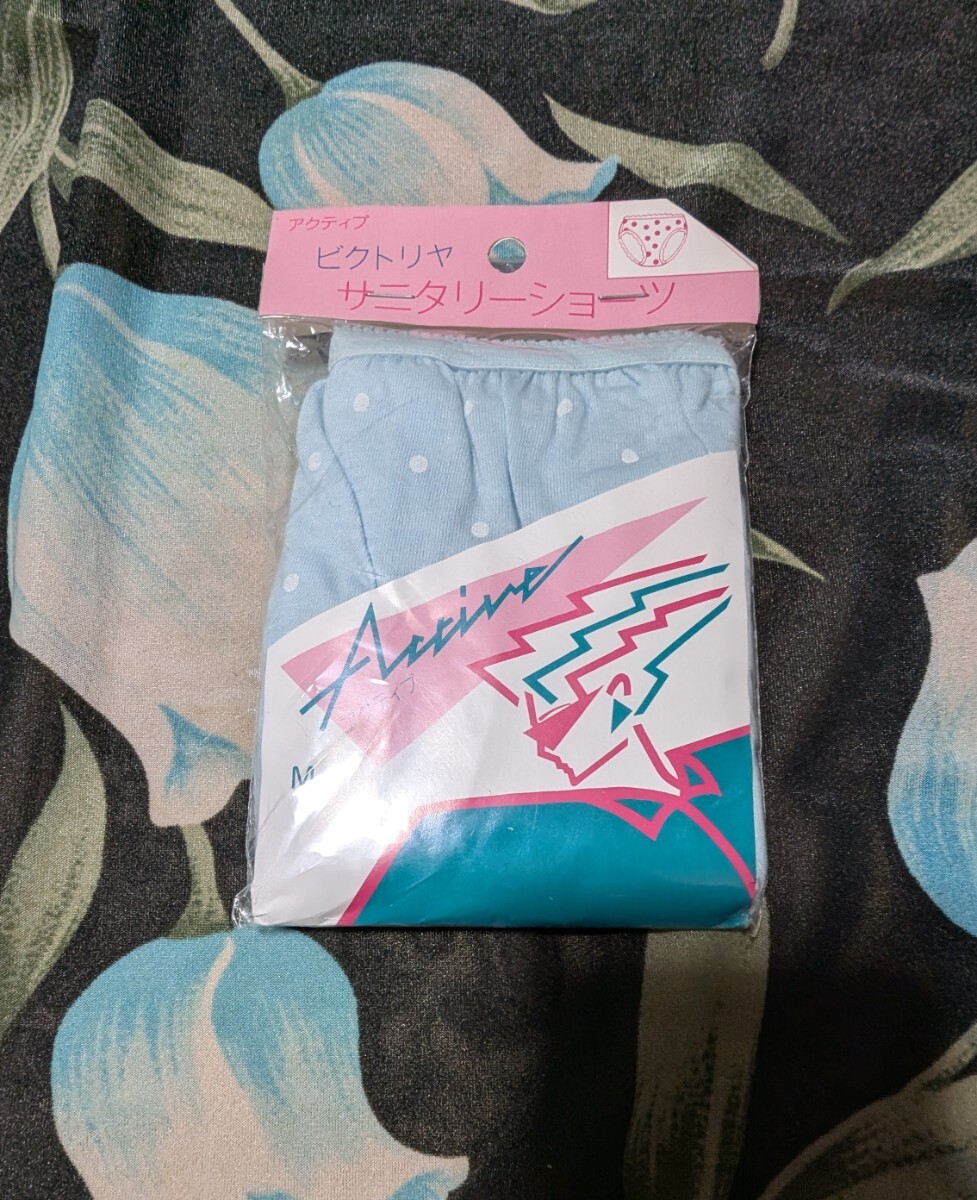 アクティブ
ビクトリヤ
サニタリーショーツ
Active
アクティブ
M